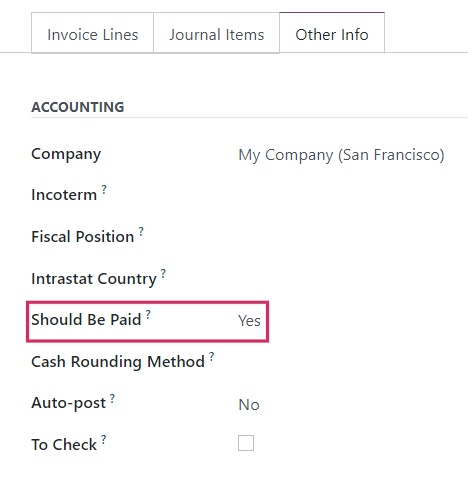 Invoice Lines Journal Items Other Info
ACCOUNTING
Company My Company (San Francisco)
Incoterm ?
Fiscal Position ?
Intrastat Country ?
Should Be Paid ? Yes
Cash Rounding Method ?
Auto-post ? No
To Check ?